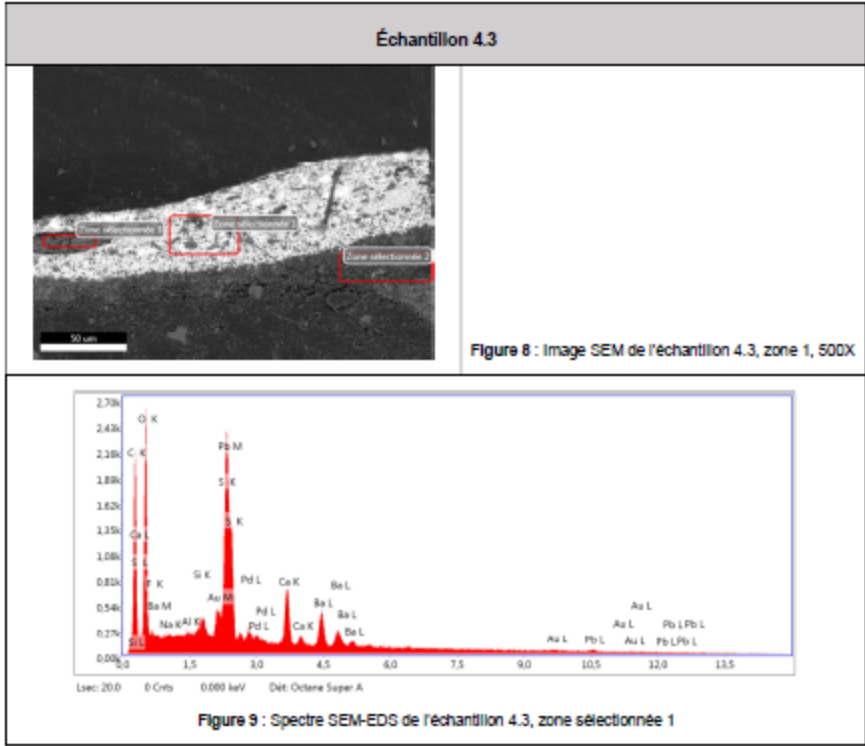 Échantillon 4.3
Zone sélectionnée 3
Zone sélectionnée 1
Zone sélectionnée 2
50 um
Figure 8 : Image SEM de l'échantillon 4.3, zone 1, 500X
2,70k
2,43k
2,16k
1,89k
1,62k
1,35k
1,08k
0,81k
0,54k
0,27k
0,00k
O K
C K
Ca L
S L
F K
Ba M
Na K
Al K
Si L
Si K
Au M
Pb M
S K
S K
Pd L
Pd L
Pd L
Ca K
Ca K
Ba L
Ba L
Ba L
Ba L
Au L
Pb L
Au L
Au L
Au L
Pb L
Pb L
Pb L
Pb L
0,0 1,5 3,0 4,5 6,0 7,5 9,0 10,5 12,0 13,5
Lsec: 20.0 0 Cnts 0.000 keV Dét: Octane Super A
Figure 9 : Spectre SEM-EDS de l'échantillon 4.3, zone sélectionnée 1